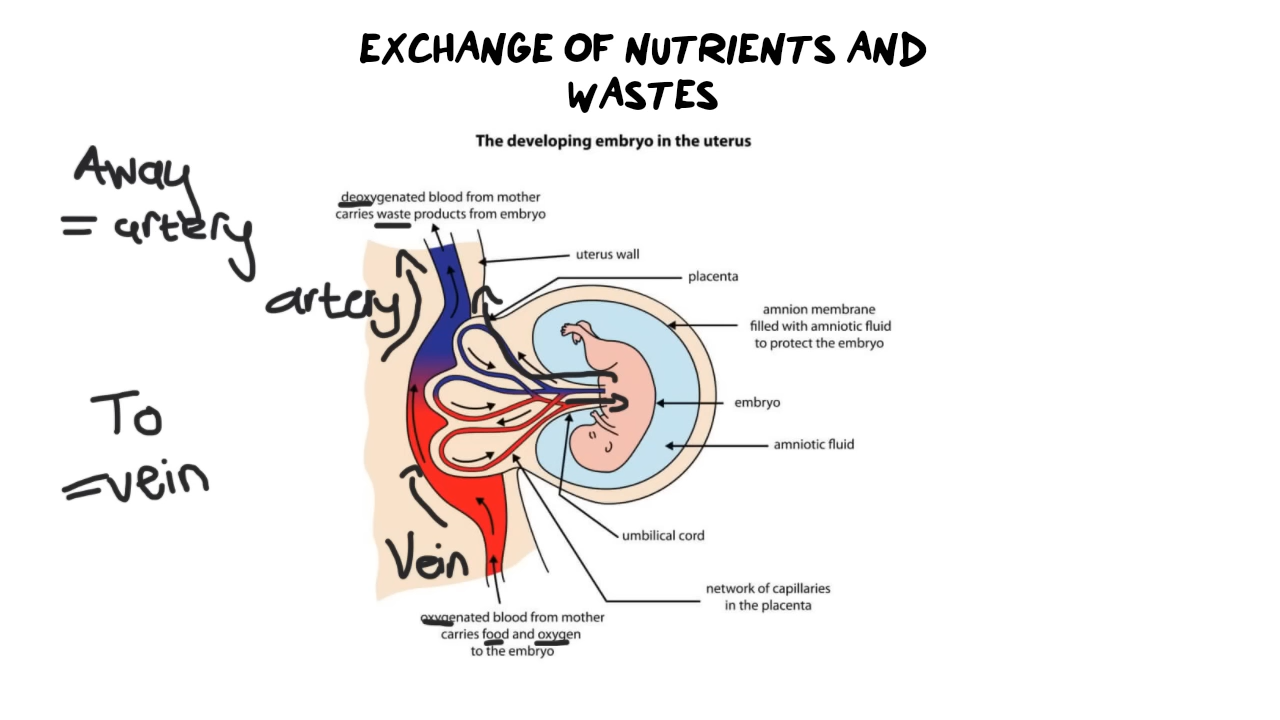 EXCHANGE OF NUTRIENTS AND
WASTES
The developing embryo in the uterus
Away
= artery
deoxygenated blood from mother
carries waste products from embryo
uterus wall
placenta
artery
amnion membrane
filled with amniotic fluid
to protect the embryo
To
=vein
embryo
amniotic fluid
umbilical cord
Vein
network of capillaries
in the placenta
oxygenated blood from mother
carries food and oxygen
to the embryo